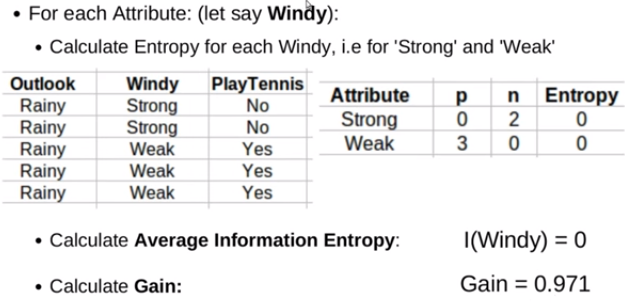 • For each Attribute: (let say Windy):
• Calculate Entropy for each Windy, i.e for 'Strong' and 'Weak'
Outlook Windy PlayTennis
Rainy Strong No
Rainy Strong No
Rainy Weak Yes
Rainy Weak Yes
Rainy Weak Yes
Attribute p n Entropy
Strong 0 2 0
Weak 3 0 0
• Calculate Average Information Entropy: I(Windy) = 0
• Calculate Gain: Gain = 0.971